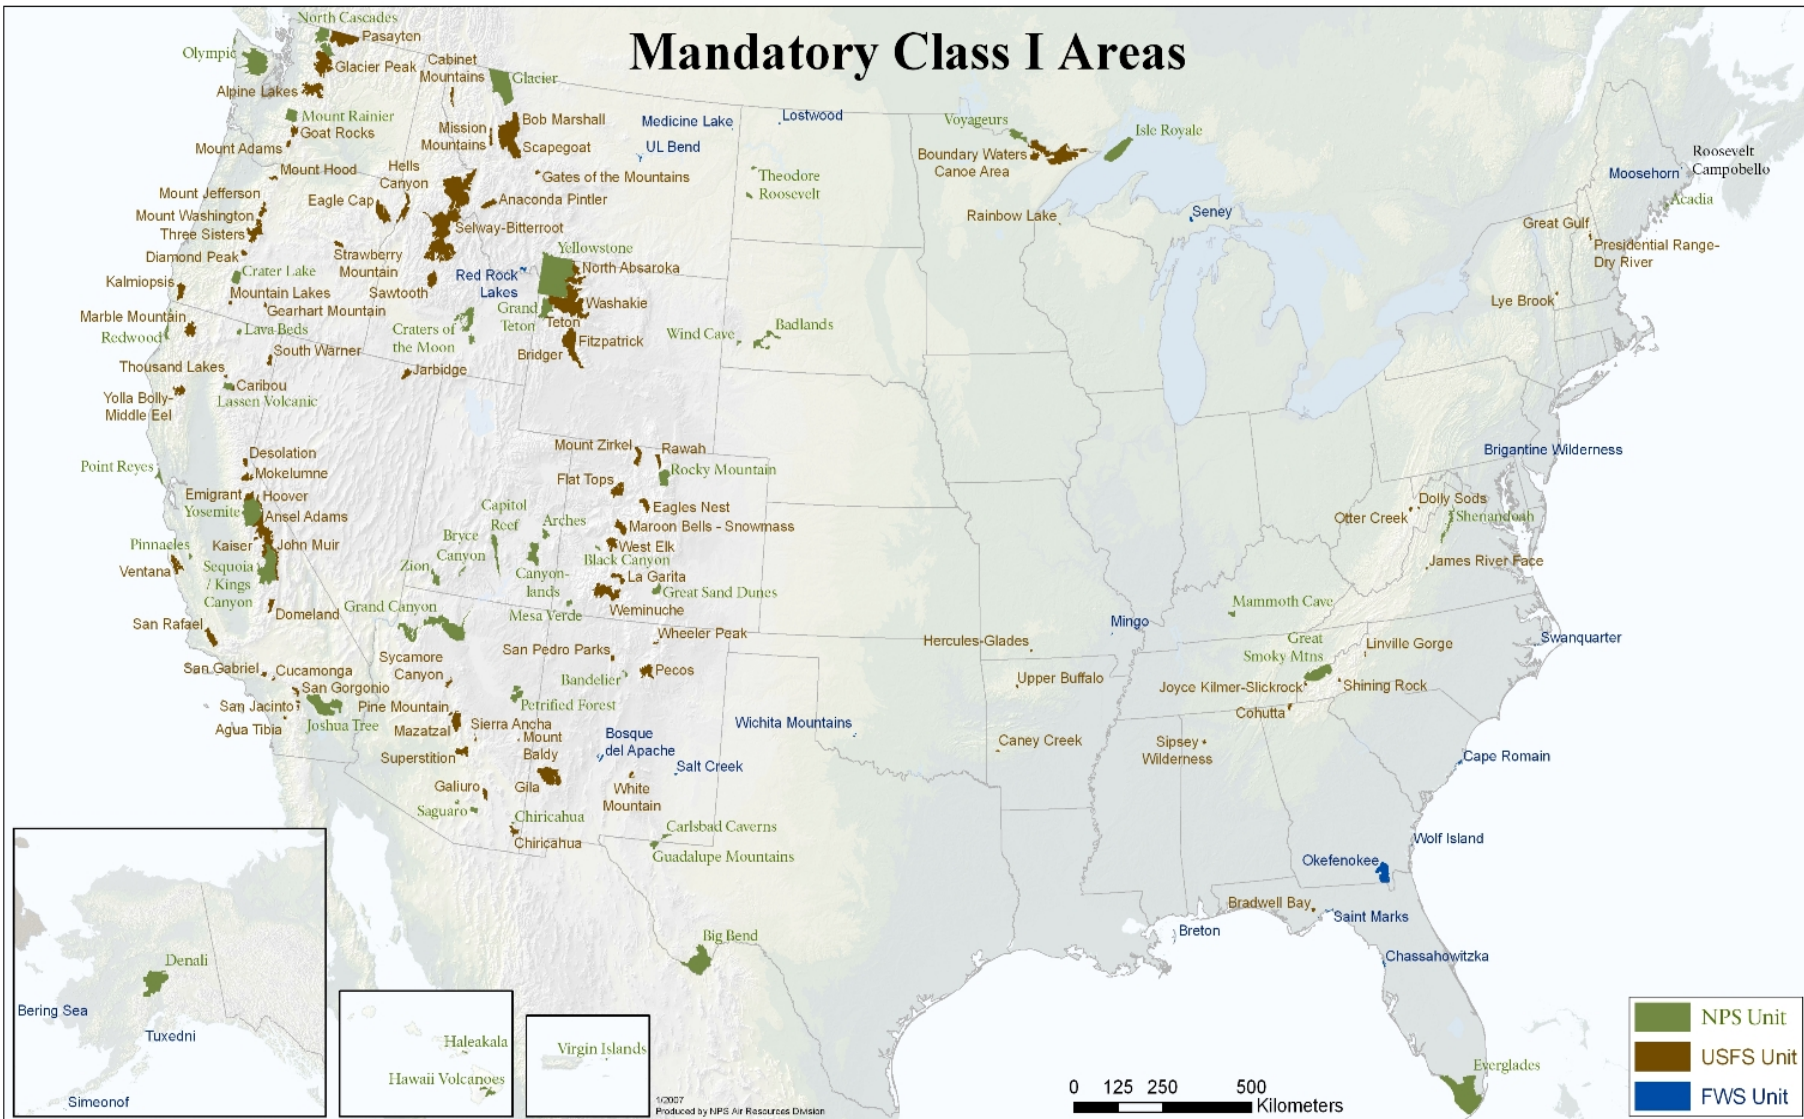 Mandatory Class I Areas
North Cascades
Pasayten
Olympic
Glacier Peak
Cabinet
Mountains
Glacier
Alpine Lakes
Mount Rainier
Goat Rocks
Mount Adams
Mission
Mountains
Bob Marshall
Scapegoat
Medicine Lake
Lostwood
UL Bend
Voyageurs
Isle Royale
Boundary Waters
Canoe Area
Roosevelt
Campobello
Moosehorn
Acadia
Mount Hood
Hells
Canyon
Gates of the Mountains
Theodore
Roosevelt
Mount Jefferson
Eagle Cap
Anaconda Pintler
Mount Washington
Three Sisters
Selway-Bitterroot
Rainbow Lake
Seney
Great Gulf
Presidential Range-
Dry River
Diamond Peak
Strawberry
Mountain
Yellowstone
North Absaroka
Crater Lake
Red Rock
Lakes
Kalmiopsis
Mountain Lakes
Sawtooth
Gearhart Mountain
Washakie
Lye Brook
Marble Mountain
Redwood
Lava Beds
Craters of
the Moon
Grand
Teton
Teton
Wind Cave
Badlands
South Warner
Bridger
Fitzpatrick
Thousand Lakes
Jarbidge
Caribou
Lassen Volcanic
Yolla Bolly-
Middle Eel
Mount Zirkel
Rawah
Desolation
Mokelumne
Point Reyes
Rocky Mountain
Flat Tops
Brigantine Wilderness
Emigrant
Hoover
Yosemite
Ansel Adams
Capitol
Reef
Arches
Eagles Nest
Maroon Bells - Snowmass
Dolly Sods
Otter Creek
Shenandoah
Pinnacles
Kaiser
John Muir
Bryce
Canyon
West Elk
Black Canyon
Ventana
Sequoia
/ Kings
Canyon
Zion
Canyon-
lands
La Garita
Great Sand Dunes
James River Face
Domeland
Grand Canyon
Mesa Verde
Weminuche
Mammoth Cave
San Rafael
Wheeler Peak
Mingo
Hercules-Glades
Great
Smoky Mtns
Linville Gorge
Swanquarter
San Gabriel
Cucamonga
Sycamore
Canyon
San Pedro Parks
Bandelier
Pecos
Upper Buffalo
Joyce Kilmer-Slickrock
Shining Rock
San Gorgonio
San Jacinto
Pine Mountain
Petrified Forest
Cohutta
Agua Tibia
Joshua Tree
Mazatzal
Sierra Ancha
Mount
Baldy
Bosque
del Apache
Wichita Mountains
Caney Creek
Sipsey
Wilderness
Superstition
Salt Creek
Cape Romain
Galiuro
Gila
White
Mountain
Saguaro
Chiricahua
Chiricahua
Carlsbad Caverns
Guadalupe Mountains
Wolf Island
Okefenokee
Bradwell Bay
Saint Marks
Breton
Chassahowitzka
Big Bend
Denali
Bering Sea
Tuxedni
Simeonof
Haleakala
Hawaii Volcanoes
Virgin Islands
Everglades
NPS Unit
USFS Unit
FWS Unit
0 125 250 500
Kilometers
1/2007
Produced by NPS Air Resources Division